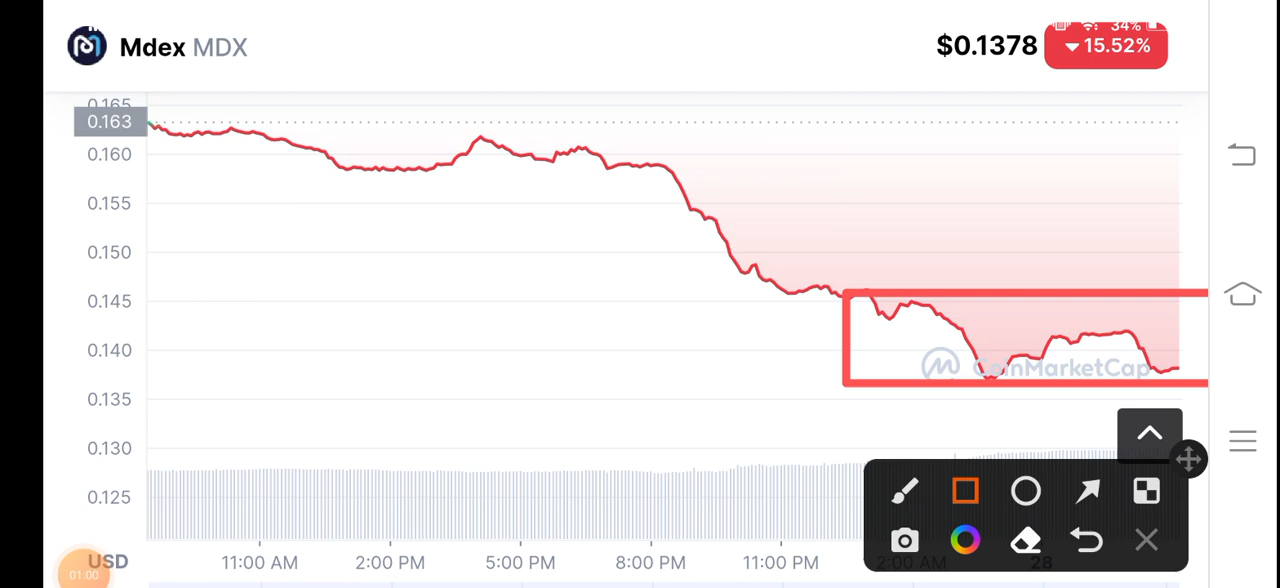 34%
Mdex MDX
$0.1378
▼ 15.52%
0.165
0.163
0.160
0.155
0.150
0.145
0.140
CoinMarketCap
0.135
0.130
0.125
USD
11:00 AM
2:00 PM
5:00 PM
8:00 PM
11:00 PM
2:00 AM
28
01:00